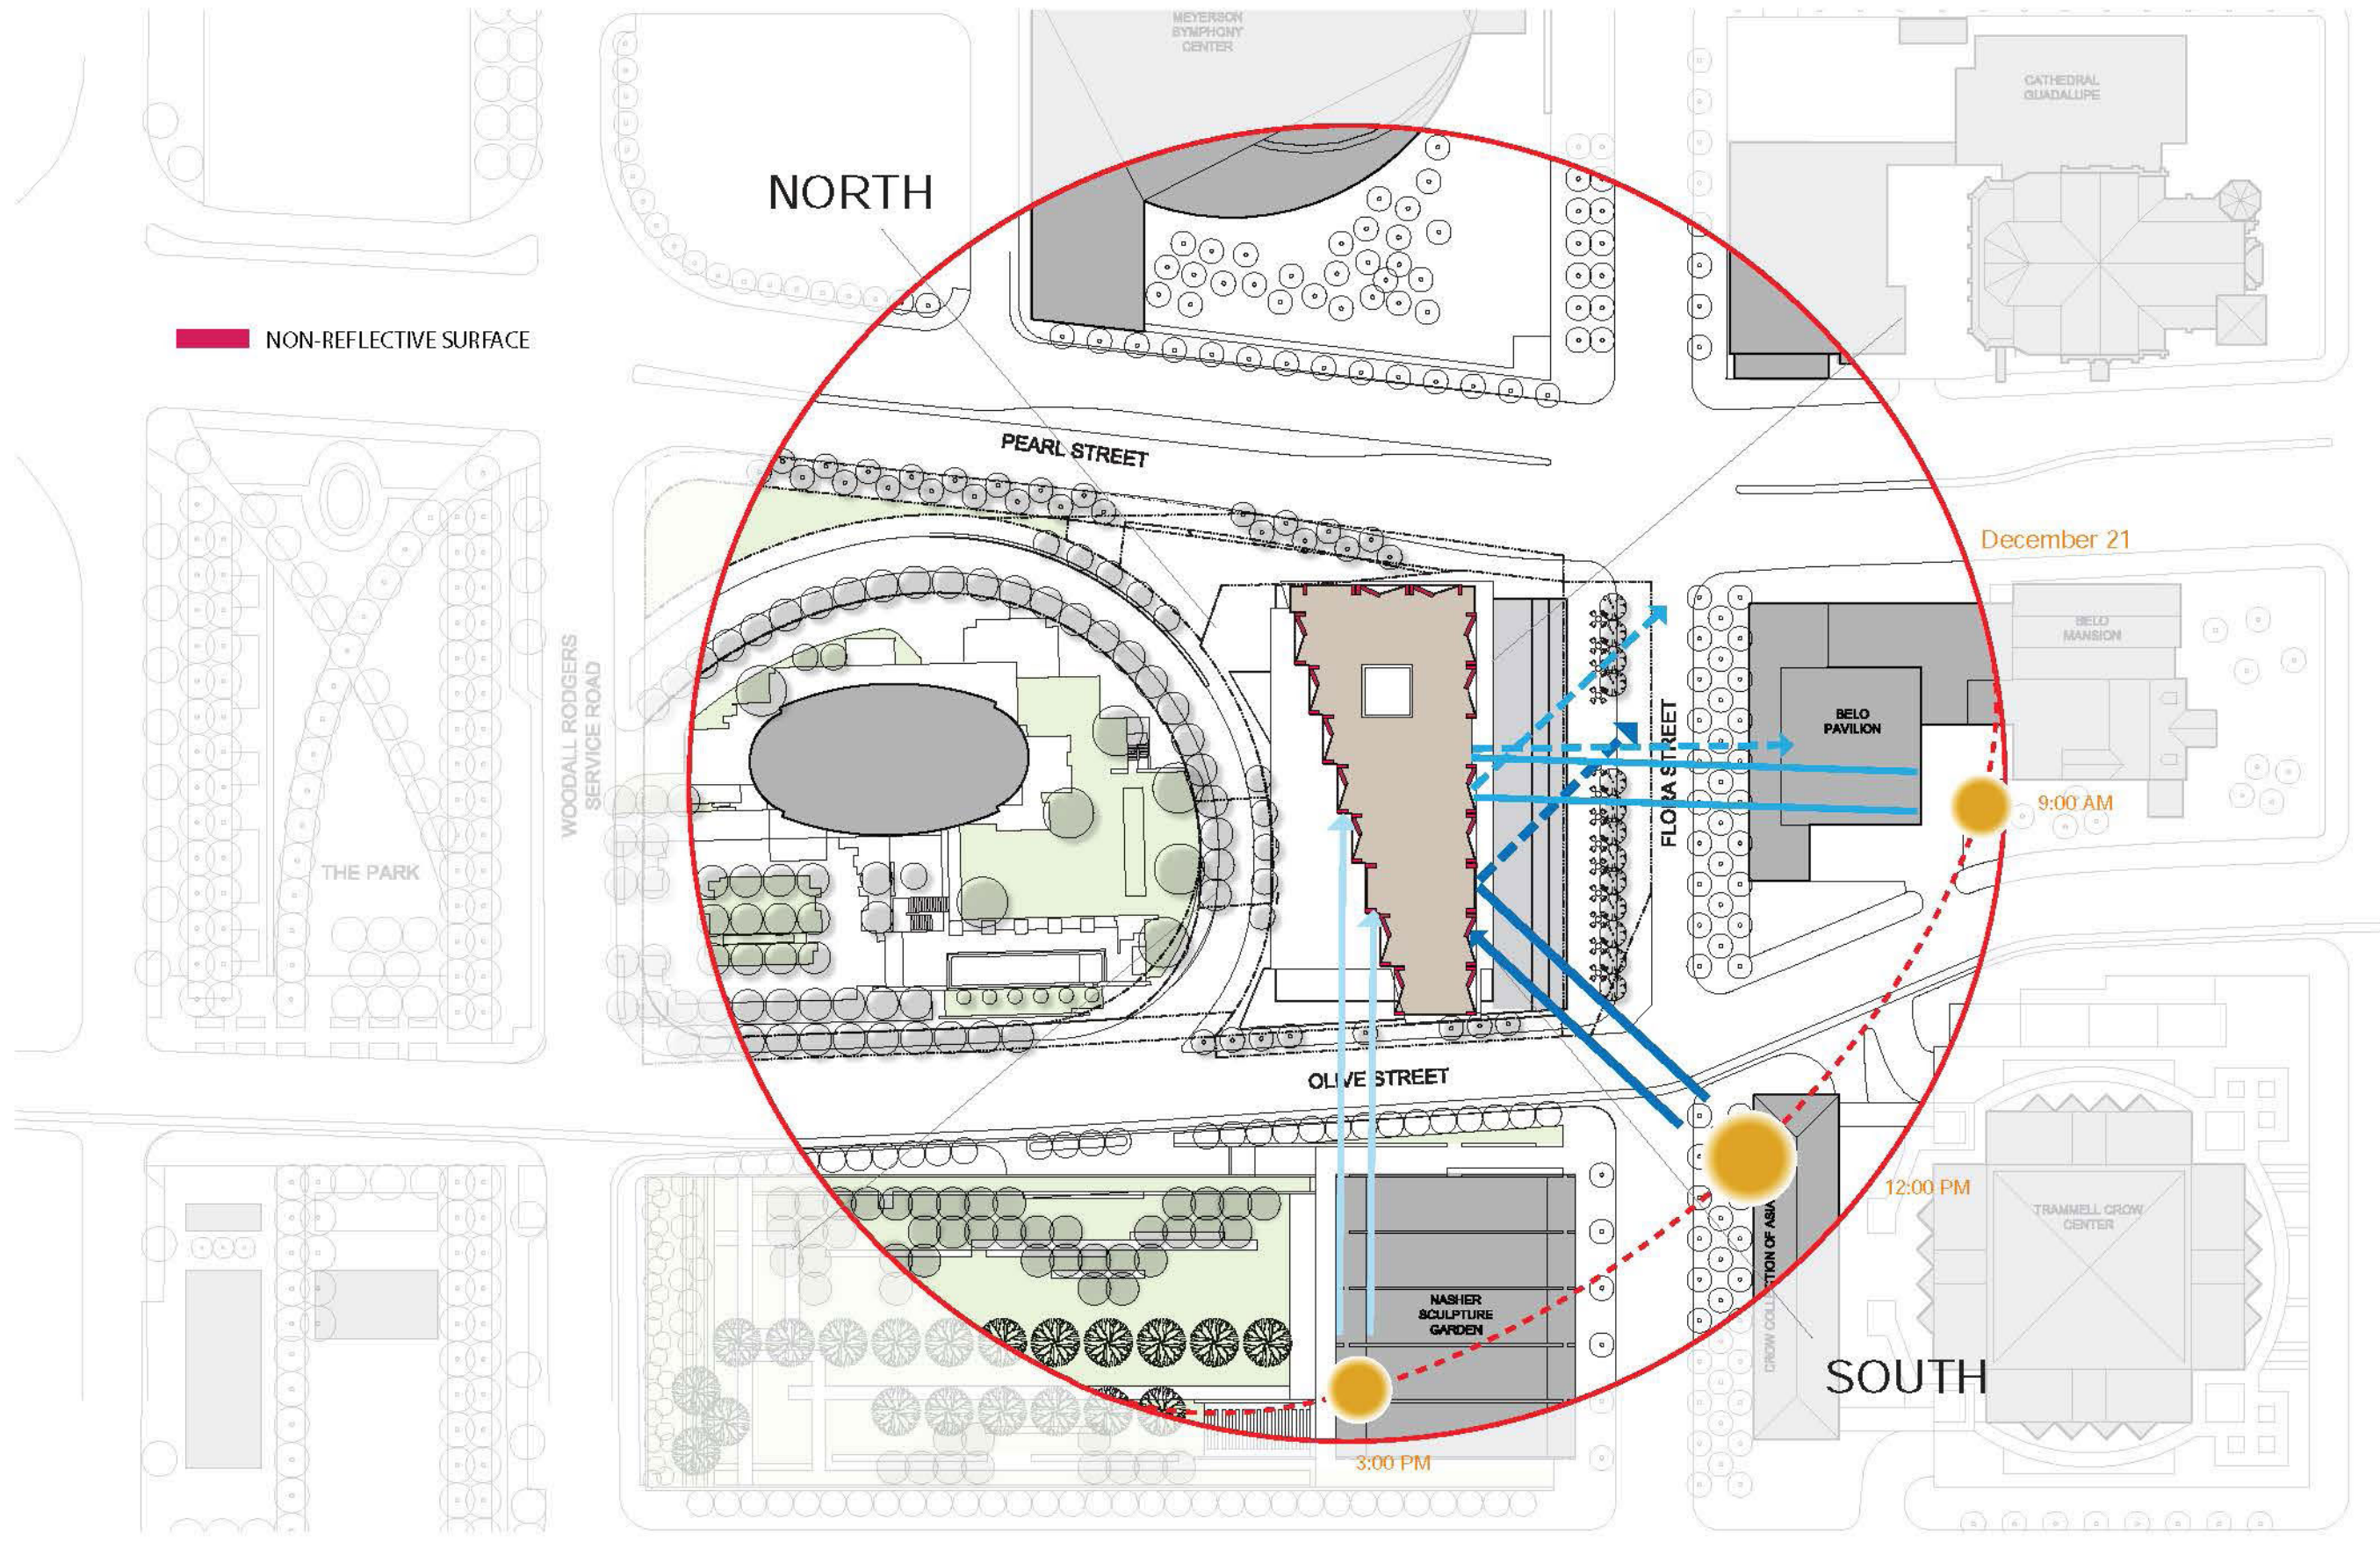 MEYERSON
SYMPHONY
CENTER
CATHEDRAL
GUADALUPE
NORTH
NON-REFLECTIVE SURFACE
PEARL STREET
December 21
BELO
MANSION
WOODALL RODGERS
SERVICE ROAD
FLORA STREET
BELO
PAVILION
9:00 AM
THE PARK
OLIVE STREET
12:00 PM
TRAMMELL CROW
CENTER
CROW COLLECTION OF ASIA
NASHER
SCULPTURE
GARDEN
SOUTH
3:00 PM